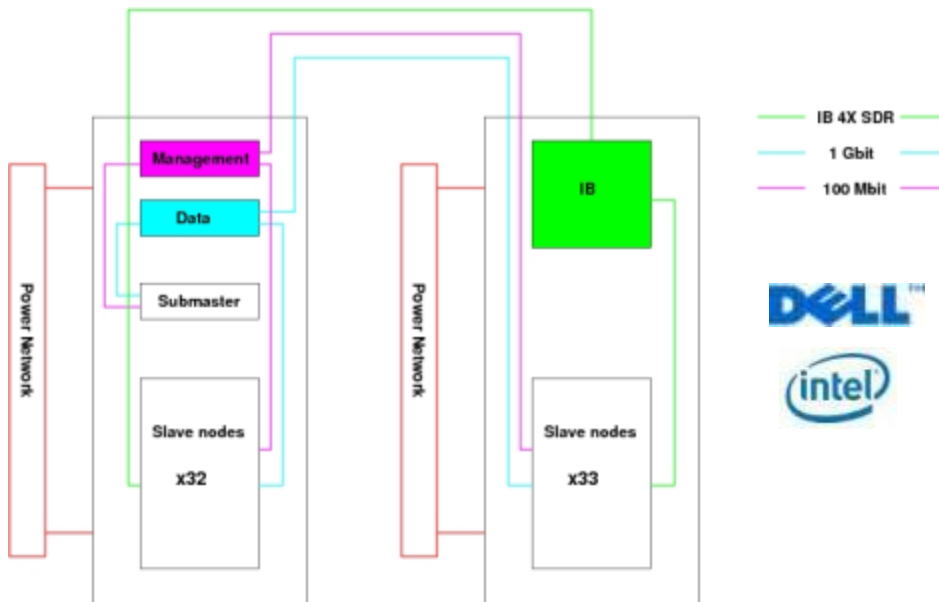 Management
Data
Submaster
Slave nodes
x32
Power Network
IB
Slave nodes
x33
Power Network
IB 4X SDR
1 Gbit
100 Mbit
DELL™
intel